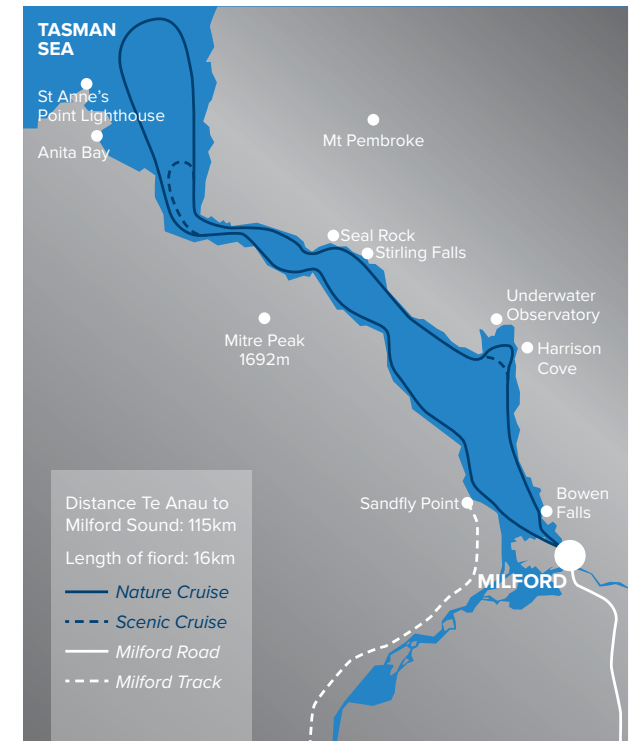 TASMAN
SEA
St Anne's
Point Lighthouse
Anita Bay
Mt Pembroke
Seal Rock
Stirling Falls
Underwater
Observatory
Mitre Peak
1692m
Harrison
Cove
Sandfly Point
Bowen
Falls
MILFORD
Distance Te Anau to
Milford Sound: 115km
Length of fiord: 16km
Nature Cruise
Scenic Cruise
Milford Road
Milford Track